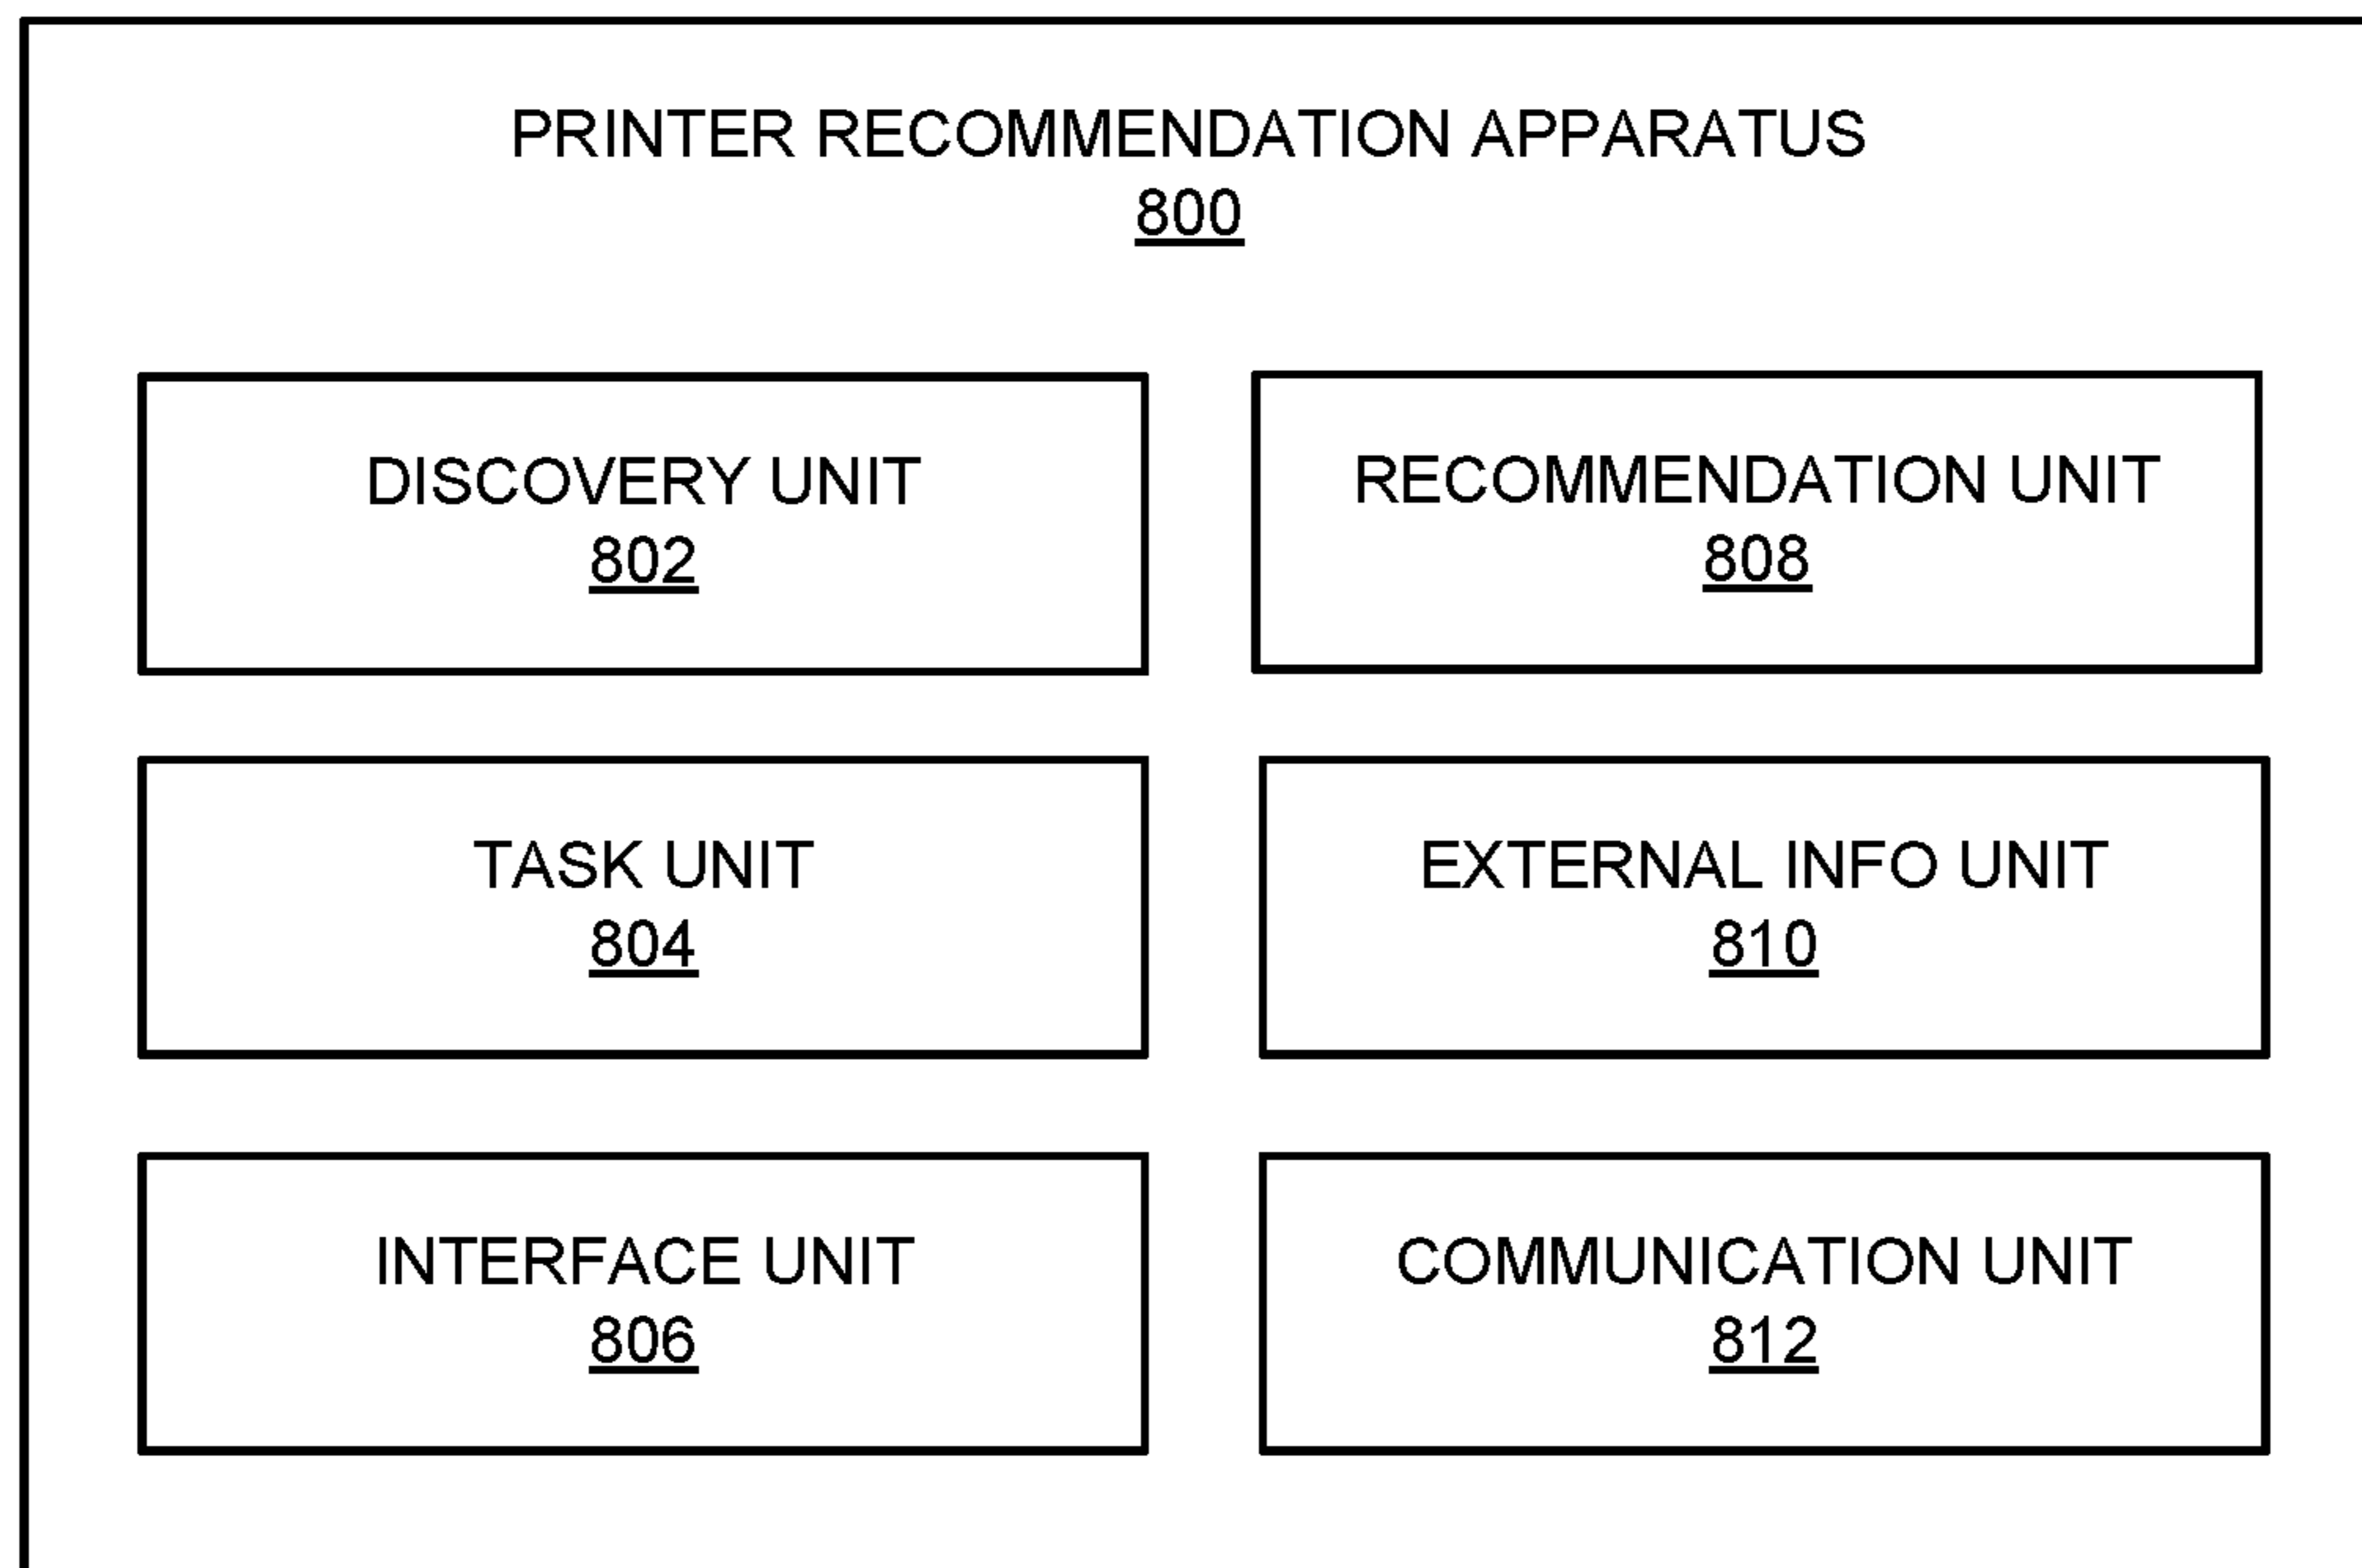 PRINTER RECOMMENDATION APPARATUS
800
DISCOVERY UNIT
802
RECOMMENDATION UNIT
808
TASK UNIT
804
EXTERNAL INFO UNIT
810
INTERFACE UNIT
806
COMMUNICATION UNIT
812